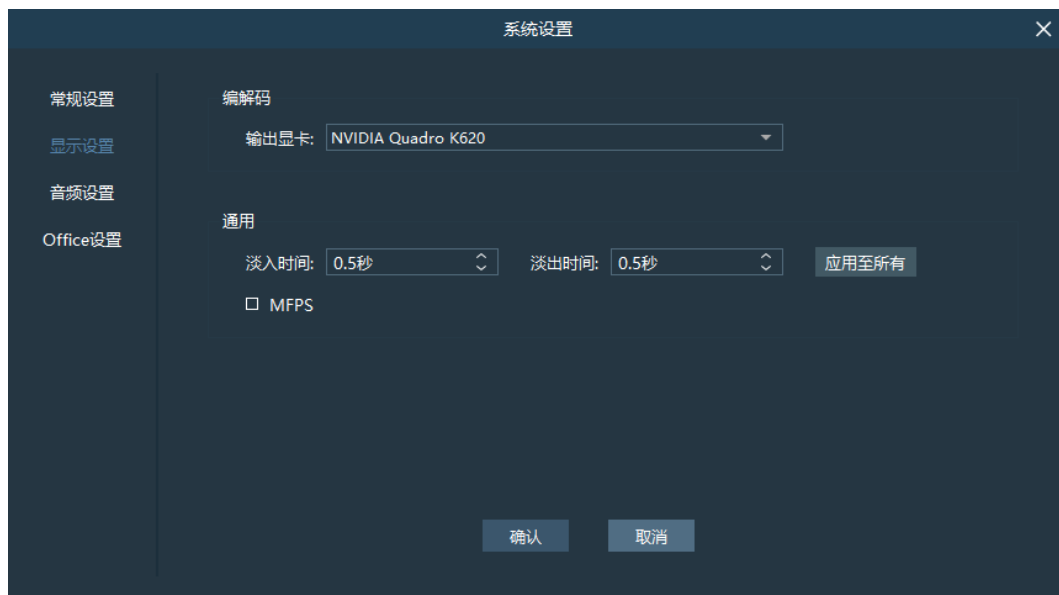 系统设置
常规设置
显示设置
音频设置
Office设置
编解码
输出显卡: NVIDIA Quadro K620
通用
淡入时间: 0.5秒 淡出时间: 0.5秒 应用至所有
MFPS
确认 取消